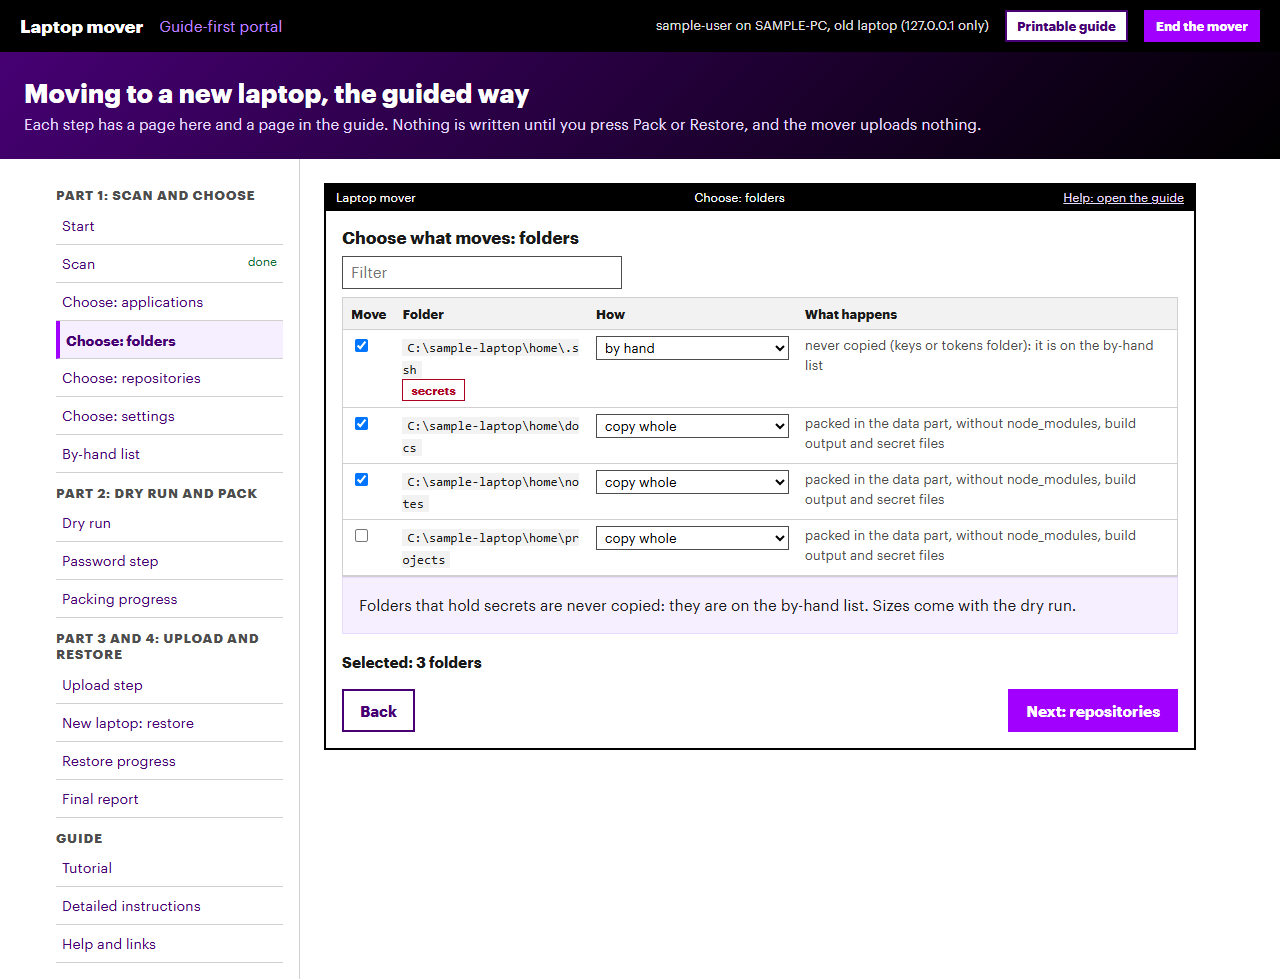 Laptop mover
Guide-first portal
sample-user on SAMPLE-PC, old laptop (127.0.0.1 only)
Printable guide
End the mover
Moving to a new laptop, the guided way
Each step has a page here and a page in the guide. Nothing is written until you press Pack or Restore, and the mover uploads nothing.
PART 1: SCAN AND CHOOSE
Start
Scan
done
Choose: applications
Choose: folders
Choose: repositories
Choose: settings
By-hand list
PART 2: DRY RUN AND PACK
Dry run
Password step
Packing progress
PART 3 AND 4: UPLOAD AND
RESTORE
Upload step
New laptop: restore
Restore progress
Final report
GUIDE
Tutorial
Detailed instructions
Help and links
Laptop mover
Choose: folders
Help: open the guide
Choose what moves: folders
Filter
Move Folder How What happens
C:\sample-laptop\home\.s
sh
secrets
by hand
never copied (keys or tokens folder): it is on the by-hand
list
C:\sample-laptop\home\do
cs
copy whole
packed in the data part, without node_modules, build
output and secret files
C:\sample-laptop\home\no
tes
copy whole
packed in the data part, without node_modules, build
output and secret files
C:\sample-laptop\home\pr
ojects
copy whole
packed in the data part, without node_modules, build
output and secret files
Folders that hold secrets are never copied: they are on the by-hand list. Sizes come with the dry run.
Selected: 3 folders
Back
Next: repositories